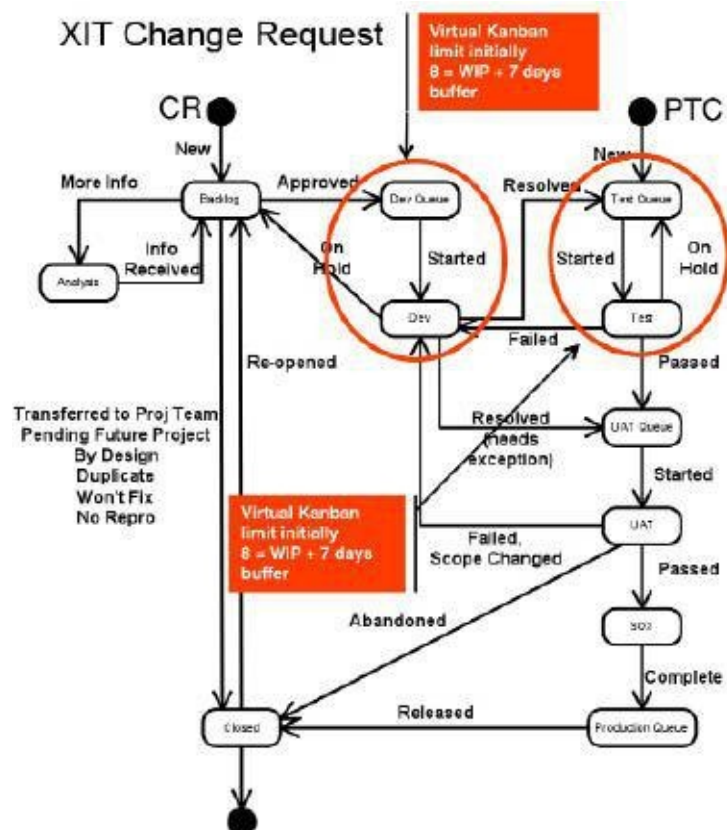 XIT Change Request
Virtual Kanban
limit initially
8 = WIP + 7 days
buffer
CR
PTC
New
New
More Info
Backlog
Approved
Dev Queue
Resolved
Test Queue
Info
Received
On
Hold
Started
Started
On
Hold
Analysis
Dev
Test
Failed
Re-opened
Passed
Transferred to Proj Team
Pending Future Project
By Design
Duplicate
Won't Fix
No Repro
Resolved
(needs
exception)
UAT Queue
Started
Virtual Kanban
limit initially
8 = WIP + 7 days
buffer
Failed,
Scope Changed
UAT
Passed
Abandoned
SOX
Complete
Closed
Released
Production Queue